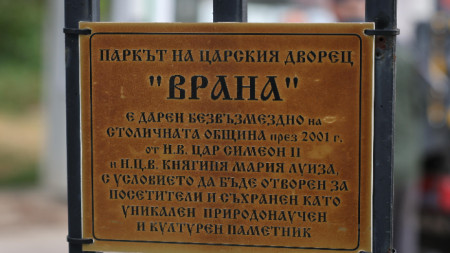 ПАРКЪТ НА ЦАРСКИЯ ДВОРЕЦ
"ВРАНА"
Е ДАРЕН БЕЗВЪЗМЕЗДНО НА
СТОЛИЧНАТА ОБЩИНА през 2001 г.
от Н.В. ЦАР СИМЕОН II
и Н.Ц.В. КНЯГИНЯ МАРИЯ ЛУИЗА,
С УСЛОВИЕТО ДА БЪДЕ ОТВОРЕН ЗА
ПОСЕТИТЕЛИ И СЪХРАНЕН КАТО
УНИКАЛЕН ПРИРОДОНАУЧЕН
И КУЛТУРЕН ПАМЕТНИК